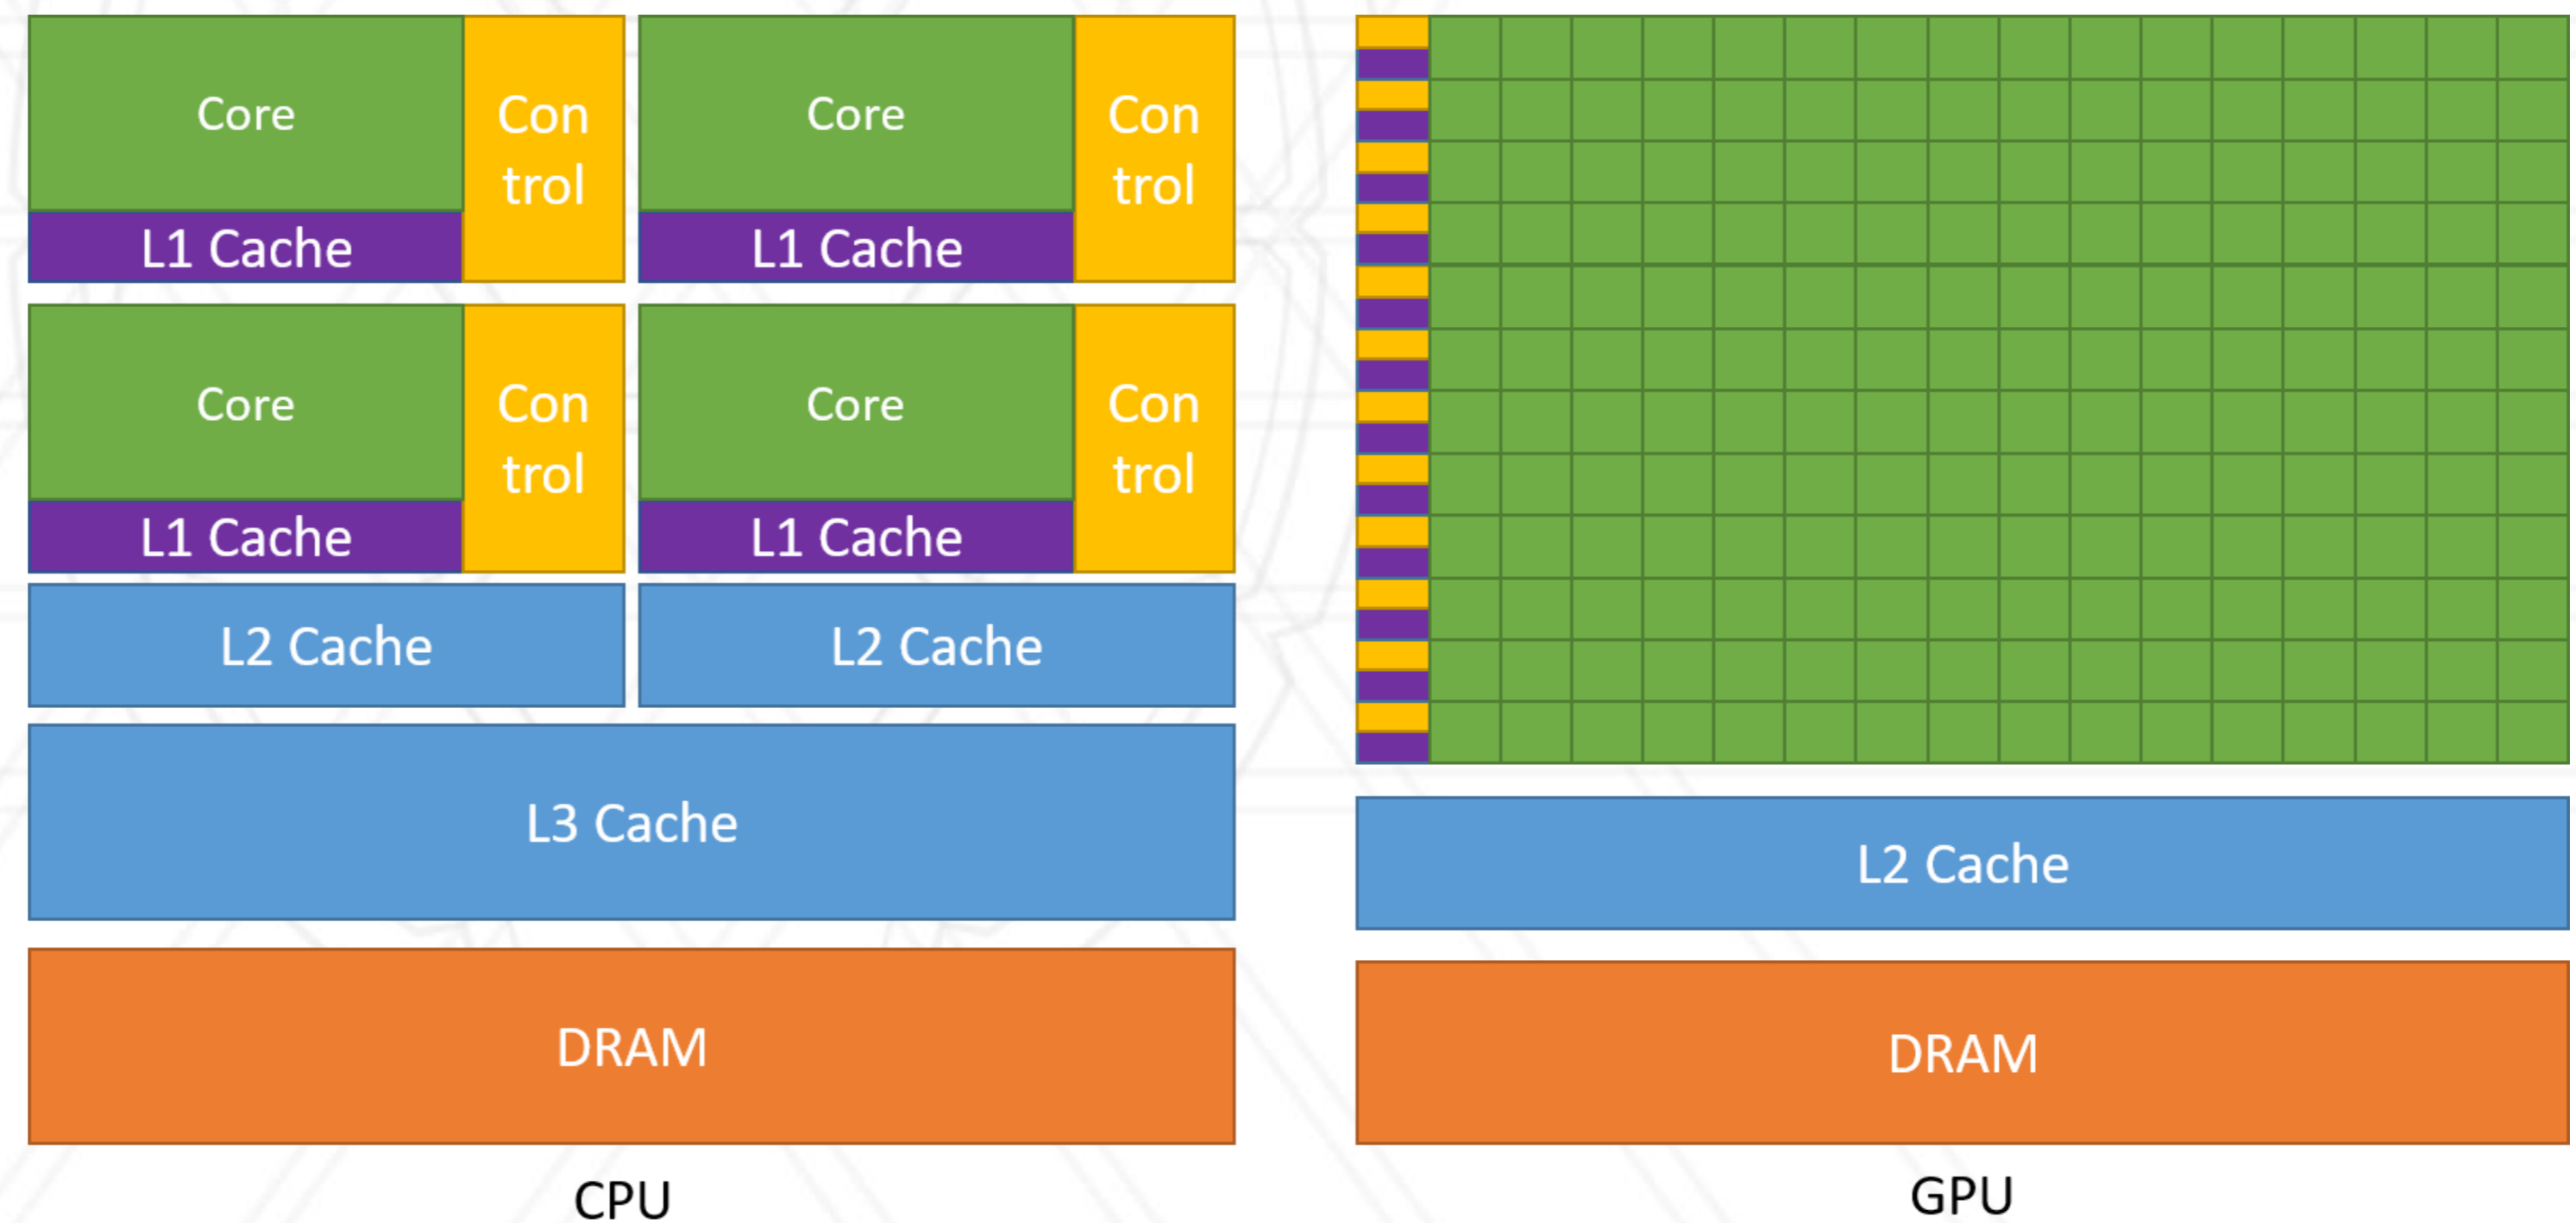 Core
Con
trol
Core
Con
trol
L1 Cache
L1 Cache
Core
Con
trol
Core
Con
trol
L1 Cache
L1 Cache
L2 Cache
L2 Cache
L3 Cache
L2 Cache
DRAM
DRAM
CPU
GPU